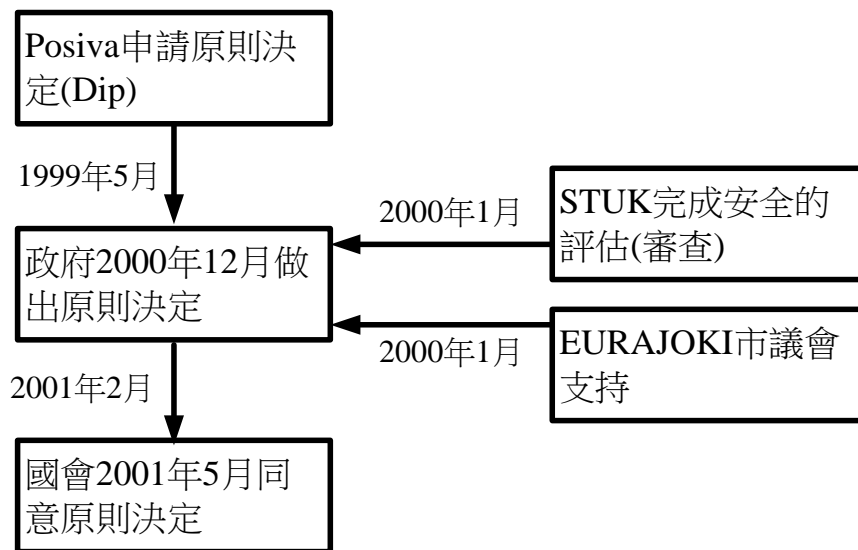 Posiva申請原則決
定(Dip)
1999年5月
2000年1月
STUK完成安全的
評估(審查)
政府2000年12月做
出原則決定
2000年1月
EURAJOKI市議會
支持
2001年2月
國會2001年5月同
意原則決定